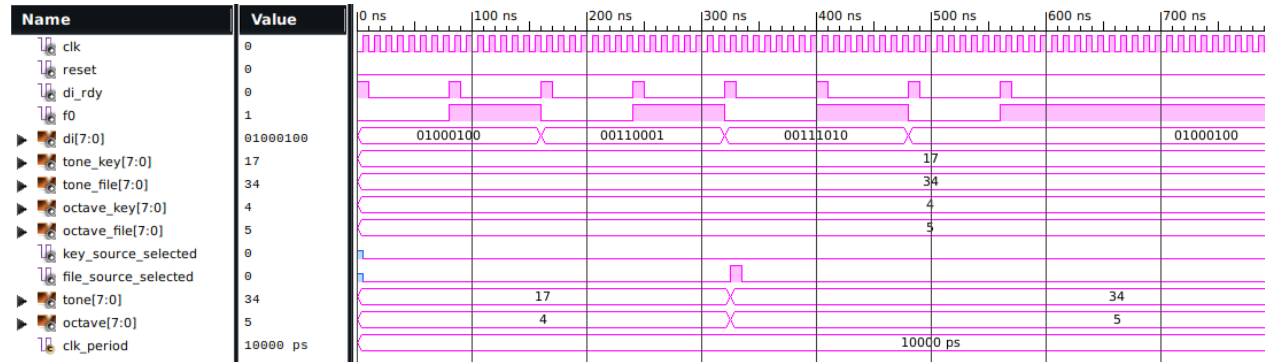 Name Value 0 ns 100 ns 200 ns 300 ns 400 ns 500 ns 600 ns 700 ns
clk 0
reset 0
di_rdy 0
f0 1
di[7:0] 01000100 01000100 00110001 00111010 01000100
tone_key[7:0] 17 17
tone_file[7:0] 34 34
octave_key[7:0] 4 4
octave_file[7:0] 5 5
key_source_selected 0
file_source_selected 0
tone[7:0] 34 17 34
octave[7:0] 5 4 5
clk_period 10000 ps 10000 ps